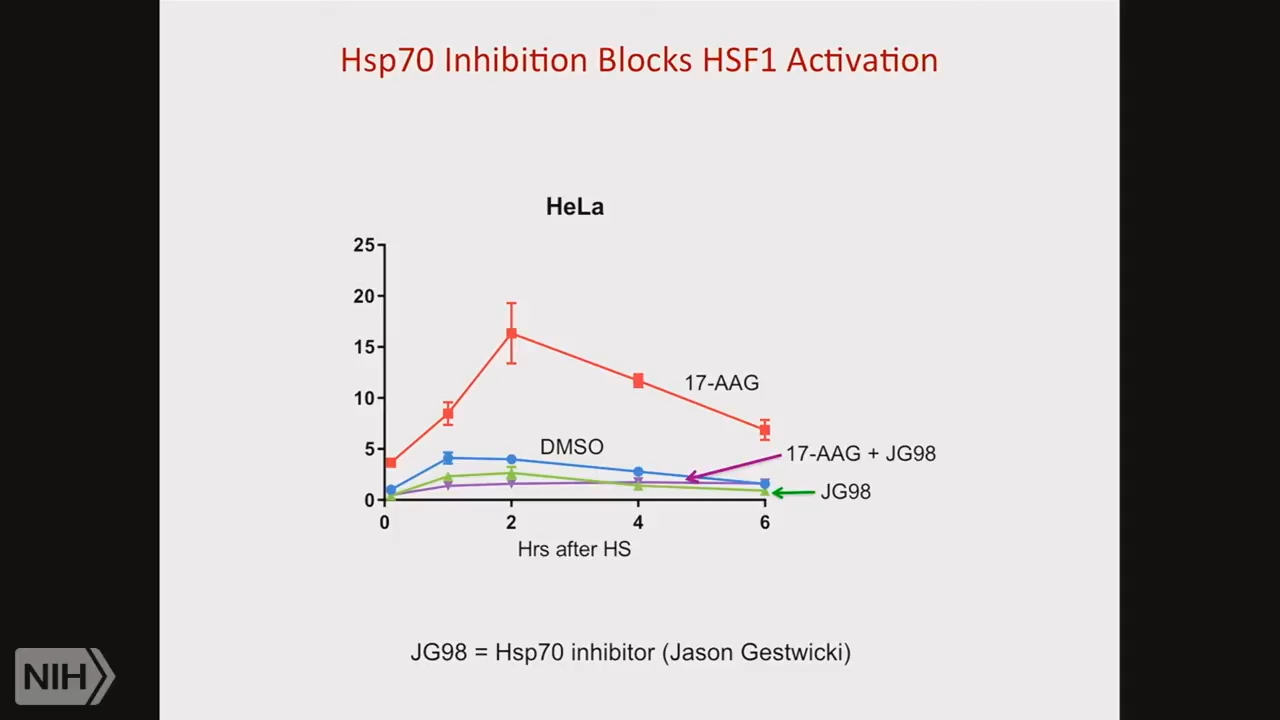 Hsp70 Inhibition Blocks HSF1 Activation
HeLa
25
20
15
10
5
0
17-AAG
DMSO
17-AAG + JG98
JG98
0 2 4 6
Hrs after HS
JG98 = Hsp70 inhibitor (Jason Gestwicki)
NIH